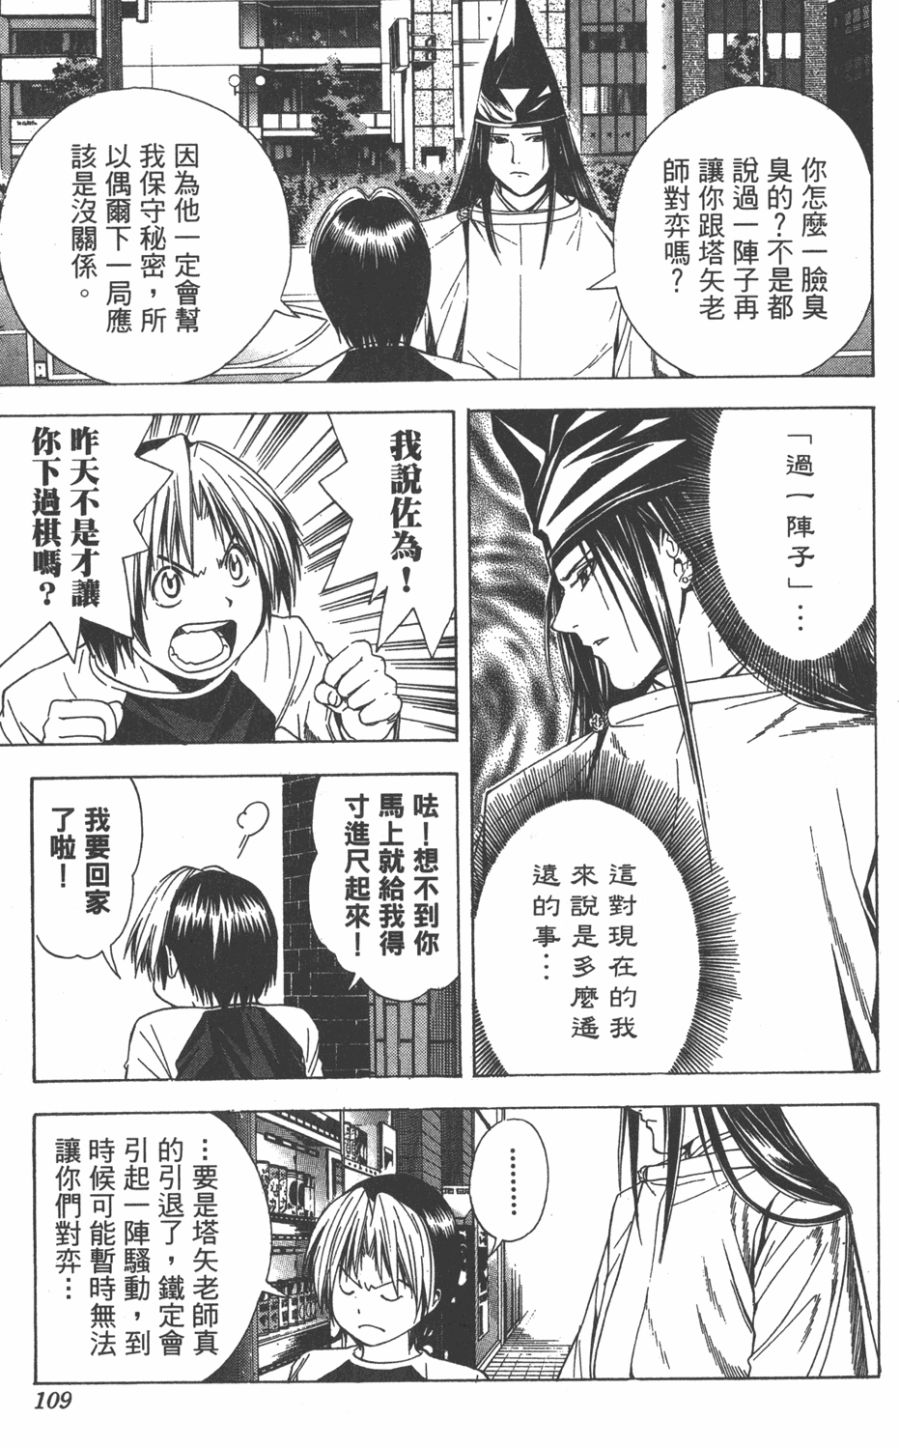 你怎麼一臉臭
臭的？不是都
說過一陣子再
讓你跟塔矢老
師對弈嗎？
因為他一定會幫
我保守秘密，所
以偶爾下一局應
該是沒關係。
「過一陣子」…
這對現在的我
來說是多麼遙
遠的事…
我說佐為！
昨天不是才讓
你下過棋嗎？
呿！想不到你
馬上就給我得
寸進尺起來！
我要回家
了啦！
………
…要是塔矢老師真
的引退了，鐵定會
引起一陣騷動，到
時候可能暫時無法
讓你們對弈…
109